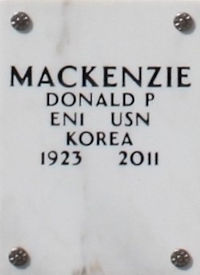 MACKENZIE
DONALD P
EN1 USN
KOREA
1923 2011